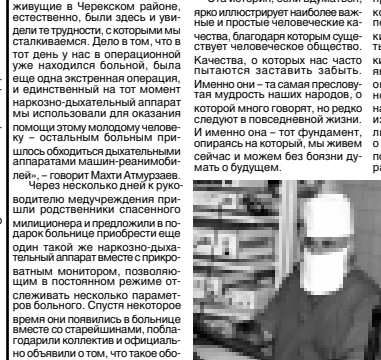 живущие в Черекском районе,
естественно, были здесь и уви-
дели те трудности, с которыми мы
сталкиваемся. Дело в том, что в
тот день у нас в операционной
уже находился больной, была
еще одна экстренная операция,
и единственный на тот момент
наркозно-дыхательный аппарат
мы использовали для оказания
помощи этому молодому челове-
ку – остальным больным при-
шлось обходиться дыхательными
аппаратами машин-реанимоби-
лей», – говорит Махти Атмурзаев.
Через несколько дней к руко-
водителю медучреждения при-
шли родственники спасенного
милиционера и предложили в по-
дарок больнице приобрести еще
один такой же наркозно-дыха-
тельный аппарат вместе с прикро-
ватным монитором, позволяю-
щим в постоянном режиме от-
слеживать несколько парамет-
ров больного. Спустя некоторое
время они появились в больнице
вместе со старейшинами, побла-
годарили коллектив и официаль-
но объявили о том, что такое обо-
ярко иллюстрирует наиболее важ-
ные и простые человеческие ка-
чества, благодаря которым суще-
ствует человеческое общество.
Качества, о которых нас часто
пытаются заставить забыть.
Именно они – та самая пресловy-
тая мудрость наших народов, о
которой много говорят, но редко
следуют в повседневной жизни.
И именно она – тот фундамент,
опираясь на который, мы живем
сейчас и можем без боязни ду-
мать о будущем.